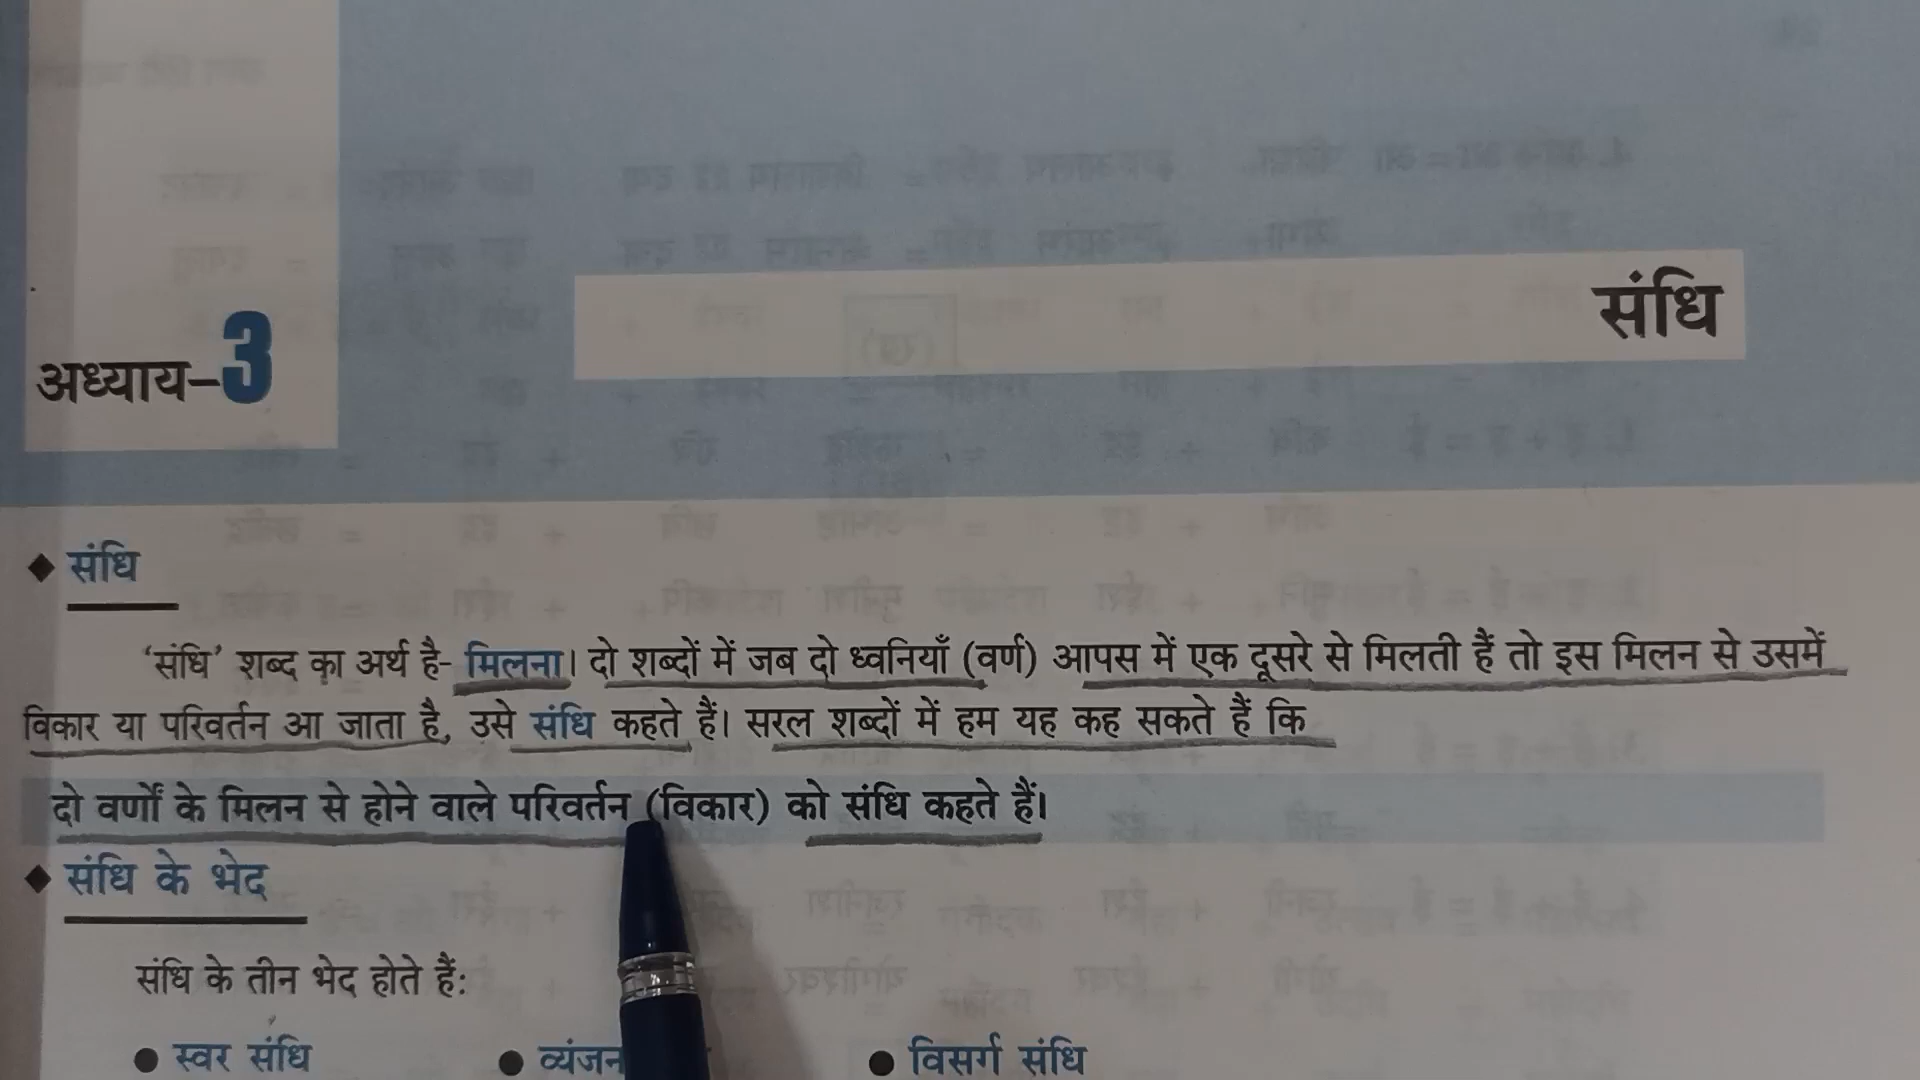 संधि
अध्याय–3
संधि
‘संधि’ शब्द का अर्थ है- मिलना। दो शब्दों में जब दो ध्वनियाँ (वर्ण) आपस में एक दूसरे से मिलती हैं तो इस मिलन से उसमें
विकार या परिवर्तन आ जाता है, उसे संधि कहते हैं। सरल शब्दों में हम यह कह सकते हैं कि
दो वर्णों के मिलन से होने वाले परिवर्तन (विकार) को संधि कहते हैं।
संधि के भेद
संधि के तीन भेद होते हैं:
स्वर संधि व्यंजन विसर्ग संधि